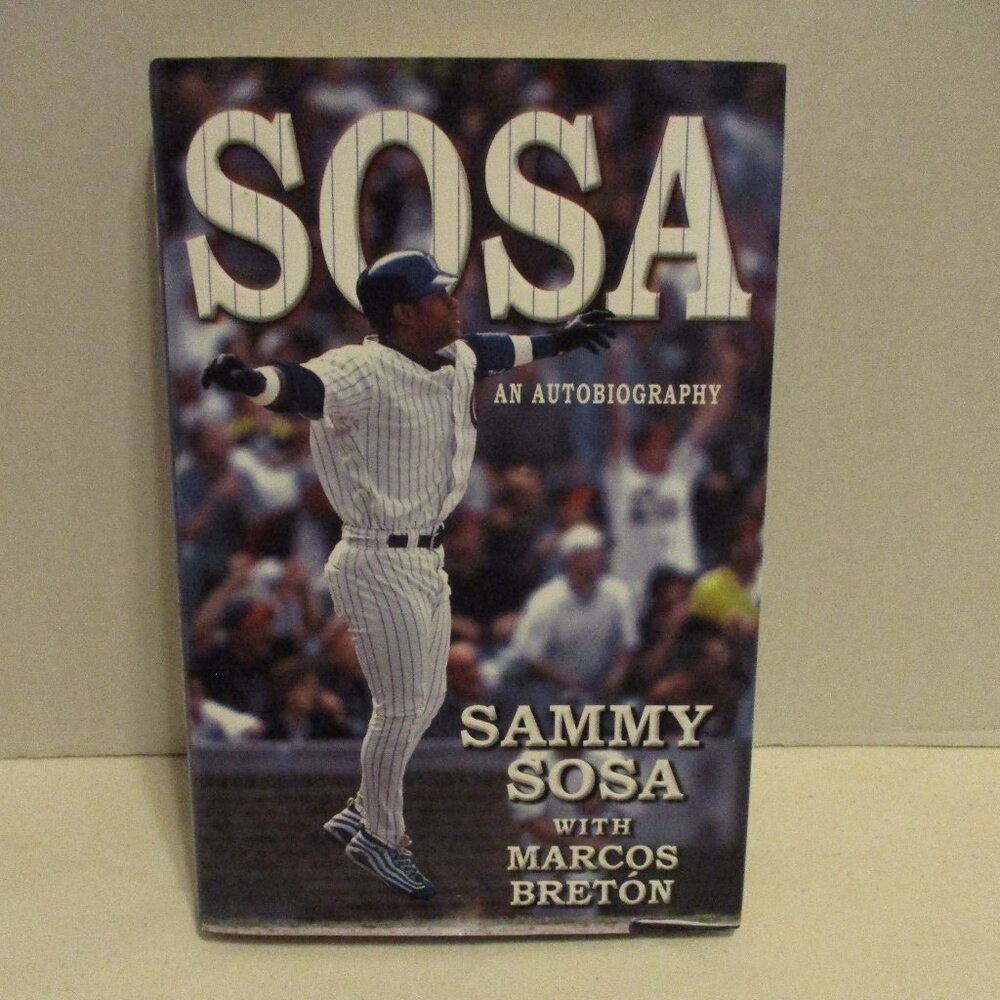 SOSA
AN AUTOBIOGRAPHY
SAMMY
SOSA
WITH
MARCOS
BRETÓN